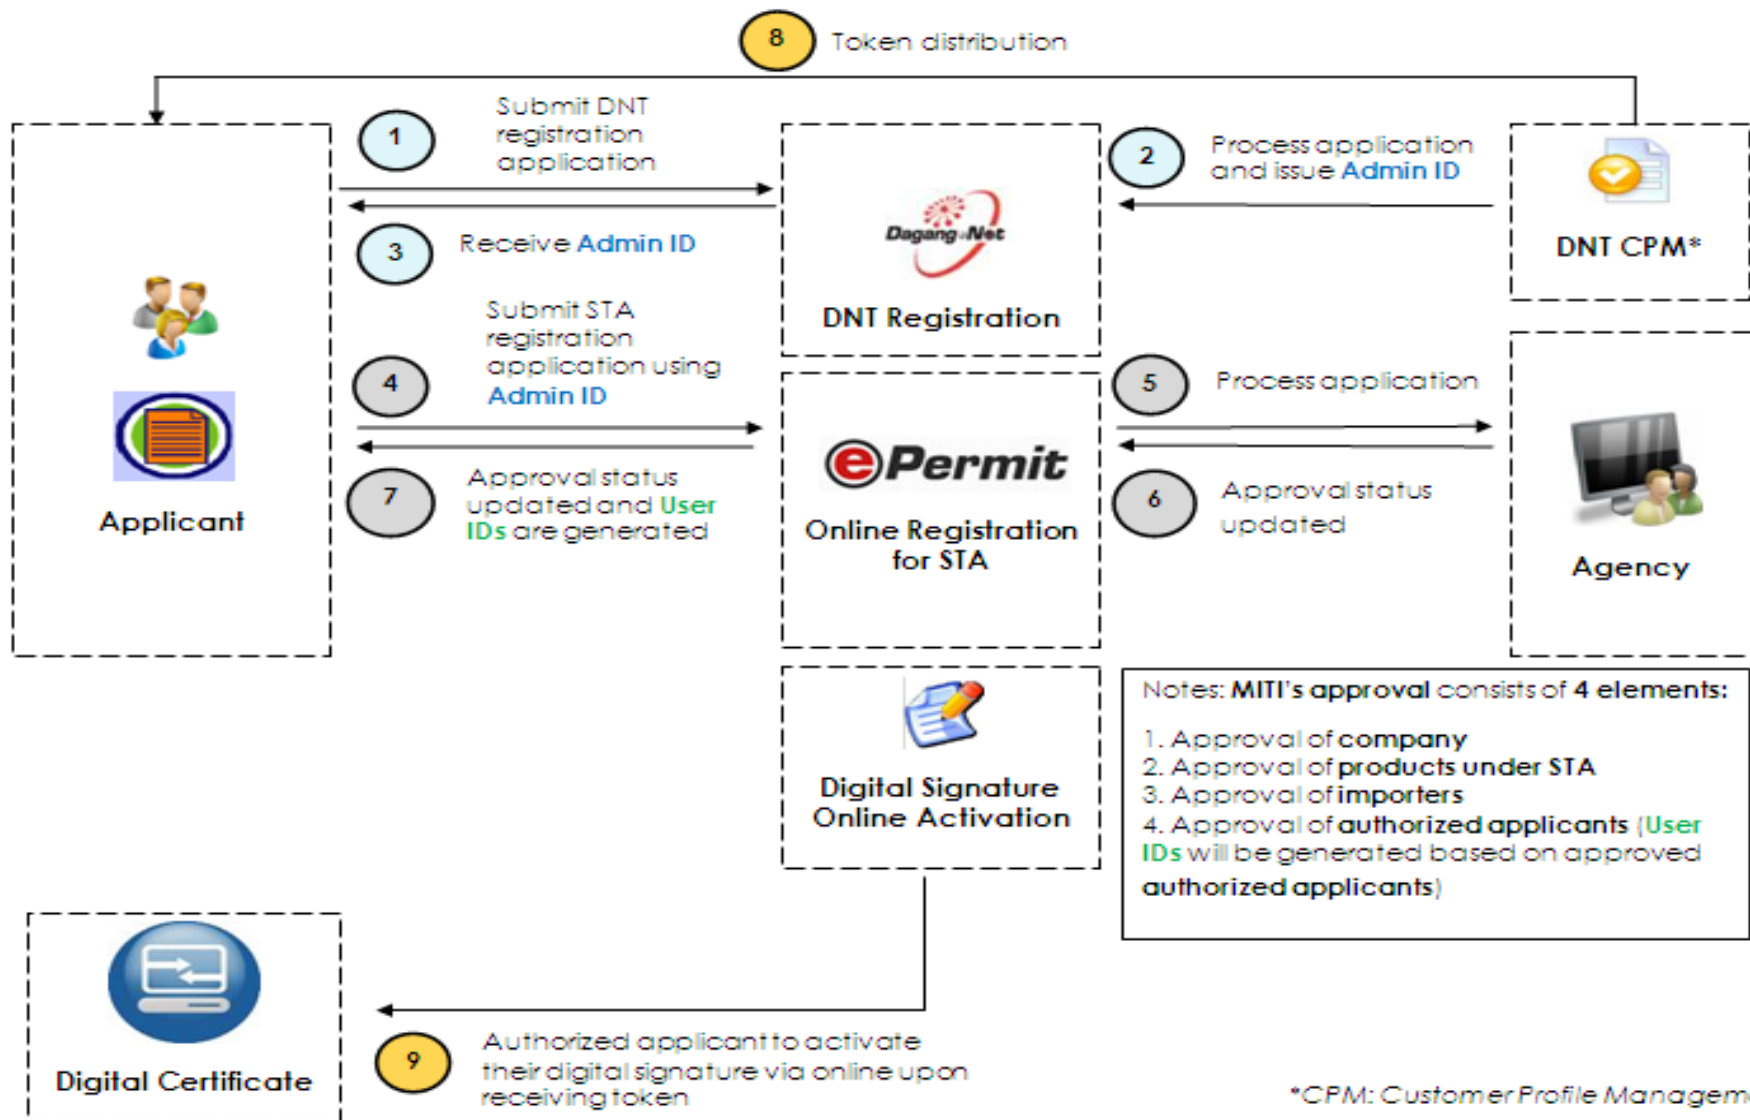 8
Token distribution
1
Submit DNT
registration
application
2
Process application
and issue Admin ID
3
Receive Admin ID
Dagang Net
DNT Registration
DNT CPM*
Applicant
4
Submit STA
registration
application using
Admin ID
5
Process application
7
Approval status
updated and User
IDs are generated
ePermit
Online Registration
for STA
6
Approval status
updated
Agency
Digital Signature
Online Activation
Notes: MITI's approval consists of 4 elements:
1. Approval of company
2. Approval of products under STA
3. Approval of importers
4. Approval of authorized applicants (User
IDs will be generated based on approved
authorized applicants)
Digital Certificate
9
Authorized applicant to activate
their digital signature via online upon
receiving token
*CPM: Customer Profile Managem